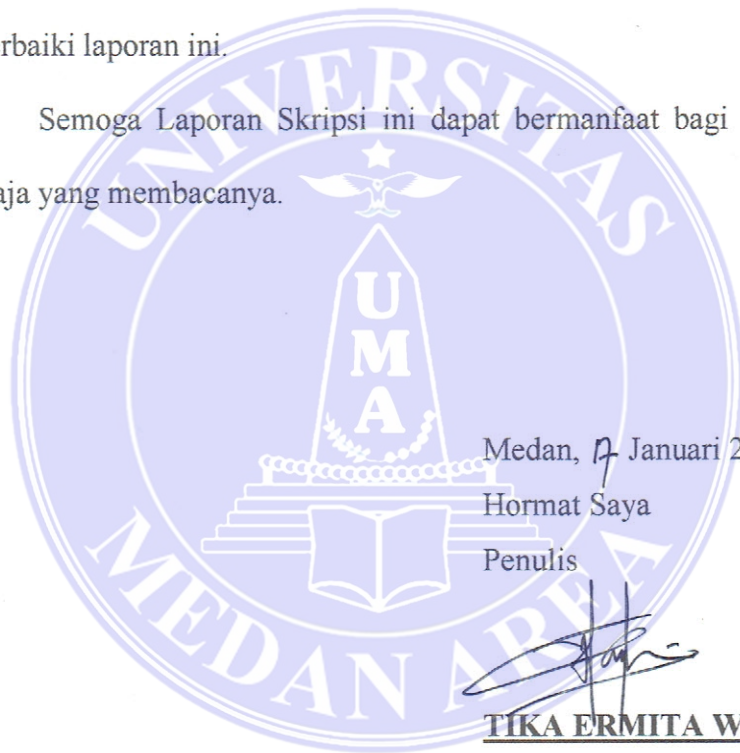 rbaiki laporan ini.
Semoga Laporan Skripsi ini dapat bermanfaat bagi
aja yang membacanya.
UNIVERSITAS
UMA
MEDAN AREA
Medan, 17 Januari 2
Hormat Saya
Penulis
TIKA ERMITA W